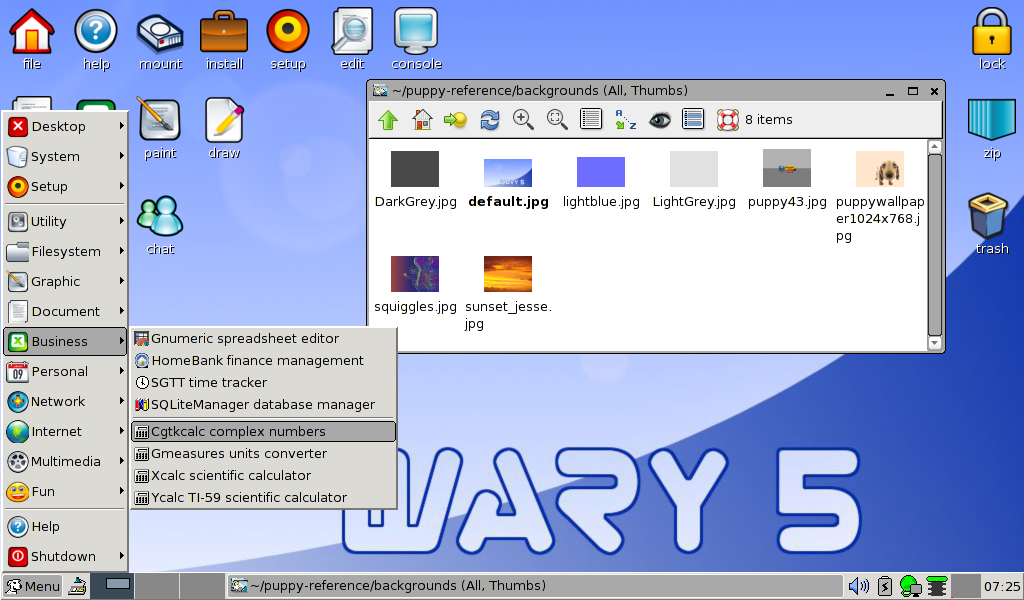 file
help
mount
install
setup
edit
console
lock
~/puppy-reference/backgrounds (All, Thumbs)
A
Z
8 items
DarkGrey.jpg
default.jpg
lightblue.jpg
LightGrey.jpg
puppy43.jpg
puppywallpap
er1024x768.j
pg
squiggles.jpg
sunset_jesse.
jpg
paint
draw
chat
zip
trash
Desktop
System
Setup
Utility
Filesystem
Graphic
Document
Business
Personal
09
Network
Internet
Multimedia
Fun
Help
Shutdown
Gnumeric spreadsheet editor
HomeBank finance management
SGTT time tracker
SQLiteManager database manager
Cgtkcalc complex numbers
Gmeasures units converter
Xcalc scientific calculator
Ycalc TI-59 scientific calculator
WARY 5
Menu
~/puppy-reference/backgrounds (All, Thumbs)
07:25